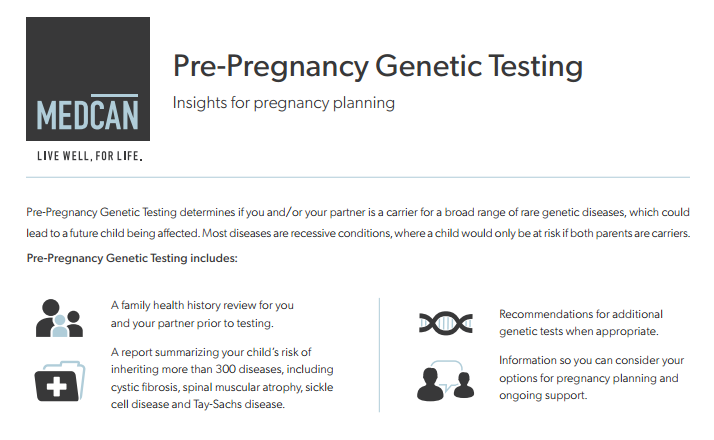 MEDCAN
LIVE WELL, FOR LIFE.
Pre-Pregnancy Genetic Testing
Insights for pregnancy planning
Pre-Pregnancy Genetic Testing determines if you and/or your partner is a carrier for a broad range of rare genetic diseases, which could
lead to a future child being affected. Most diseases are recessive conditions, where a child would only be at risk if both parents are carriers.
Pre-Pregnancy Genetic Testing includes:
A family health history review for you
and your partner prior to testing.
A report summarizing your child's risk of
inheriting more than 300 diseases, including
cystic fibrosis, spinal muscular atrophy, sickle
cell disease and Tay-Sachs disease.
Recommendations for additional
genetic tests when appropriate.
Information so you can consider your
options for pregnancy planning and
ongoing support.